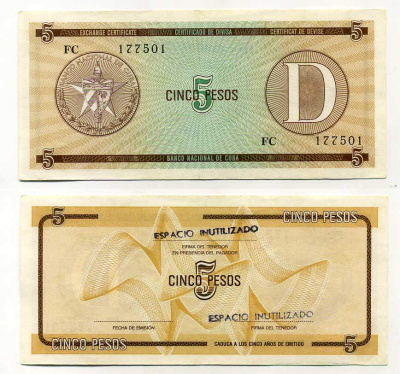 5 EXCHANGE CERTIFICATE CERTIFICADO DE DIVISA CERTIFICAT DE DEVISE 5
FC 177501
CINCO 5 PESOS
D
FC 177501
5 BANCO NACIONAL DE CUBA 5
5 CINCO PESOS
ESPACIO INUTILIZADO
FIRMA DEL TENEDOR
EN PRESENCIA DEL PAGADOR
CINCO 5 PESOS
ESPACIO INUTILIZADO
FECHA DE EMISION FIRMA DEL TENEDOR
CINCO PESOS CADUCA A LOS CINCO AÑOS DE EMITIDO 5